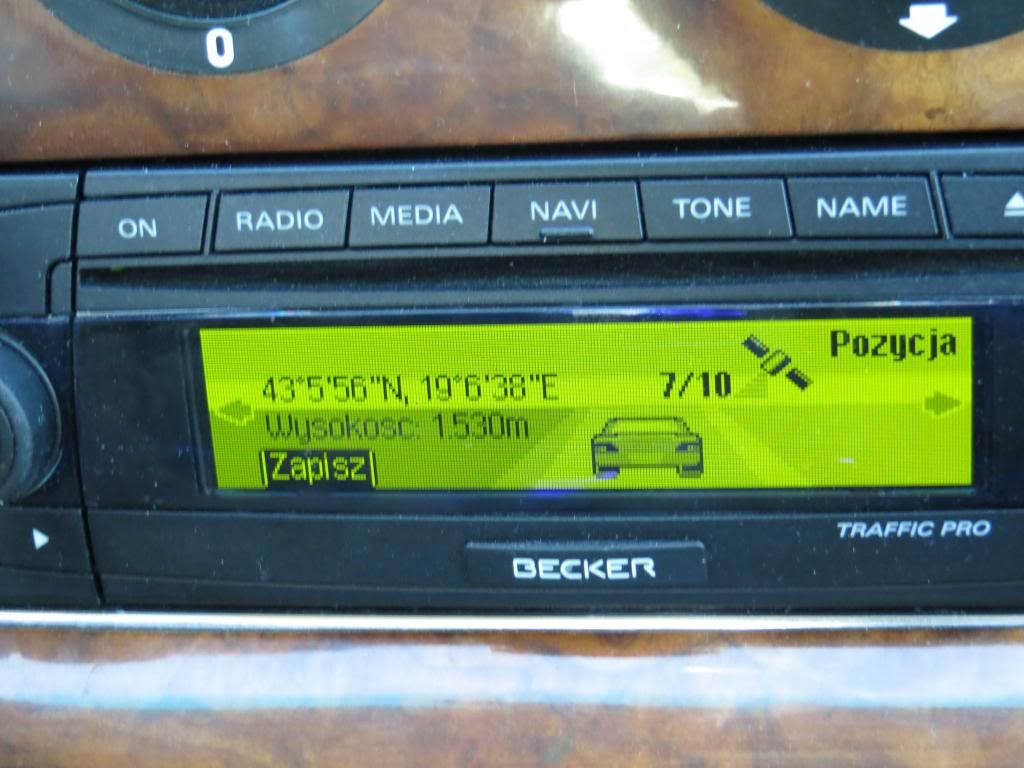 0
ON
RADIO
MEDIA
NAVI
TONE
NAME
Pozycja
43°5'56"N, 19°6'38"E
7/10
Wysokosc: 1.530m
Zapisz
TRAFFIC PRO
BECKER